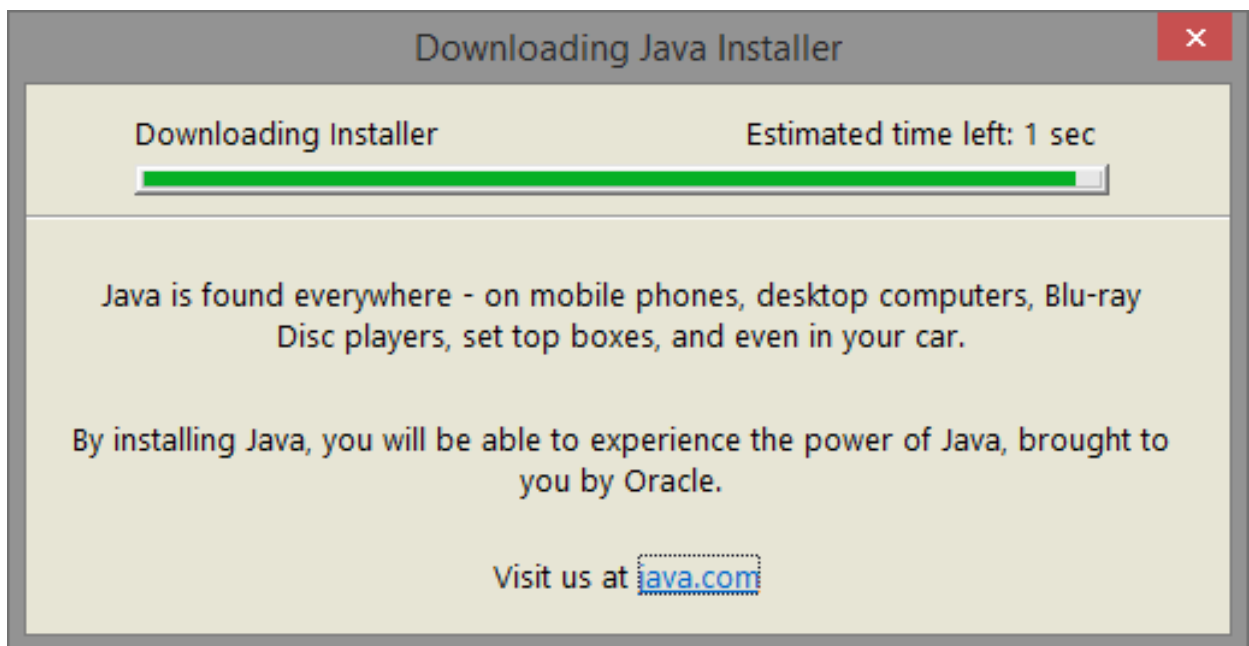 Downloading Java Installer
Downloading Installer Estimated time left: 1 sec
Java is found everywhere - on mobile phones, desktop computers, Blu-ray
Disc players, set top boxes, and even in your car.
By installing Java, you will be able to experience the power of Java, brought to
you by Oracle.
Visit us at java.com